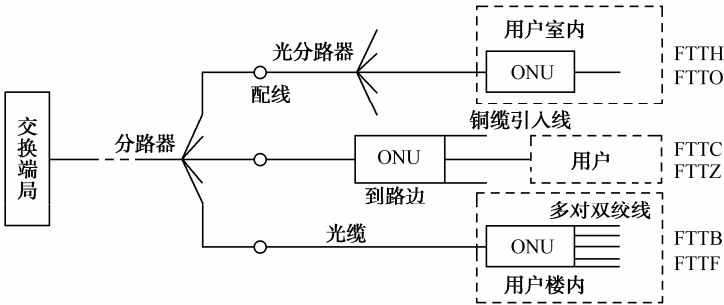 交换端局
分路器
光分路器
配线
用户室内
ONU
FTTH
FTTO
铜缆引入线
ONU
到路边
用户
FTTC
FTTZ
光缆
多对双绞线
ONU
用户楼内
FTTB
FTTF